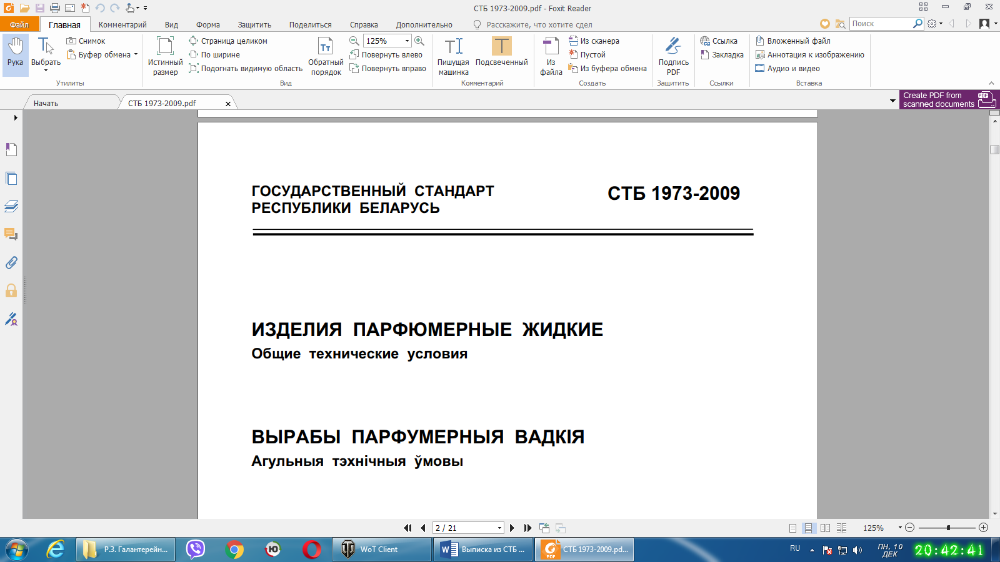 СТБ 1973-2009.pdf - Foxit Reader
Файл Главная Комментарий Вид Форма Защитить Поделиться Справка Дополнительно Расскажите, что хотите сдел Поиск
Рука
Выбрать
Снимок
Буфер обмена
Утилиты
Истинный размер
Страница целиком
По ширине
Подогнать видимую область
Обратный порядок
125%
Повернуть влево
Повернуть вправо
Вид
Пишущая машинка
Подсвеченный
Комментарий
Из файла
Из сканера
Пустой
Из буфера обмена
Создать
Подпись PDF
Защитить
Ссылка
Закладка
Ссылки
Вложенный файл
Аннотация к изображению
Аудио и видео
Вставка
Начать
СТБ 1973-2009.pdf
Create PDF from
scanned documents
PDF
ГОСУДАРСТВЕННЫЙ СТАНДАРТ
РЕСПУБЛИКИ БЕЛАРУСЬ
СТБ 1973-2009
ИЗДЕЛИЯ ПАРФЮМЕРНЫЕ ЖИДКИЕ
Общие технические условия
ВЫРАБЫ ПАРФУМЕРНЫЯ ВАДКІЯ
Агульныя тэхнічныя ўмовы
2 / 21
125%
Р.З. Галантерейн...
WoT Client
Выписка из СТБ ...
СТБ 1973-2009.pd...
RU
ПН, 10
ДЕК
20:42:41